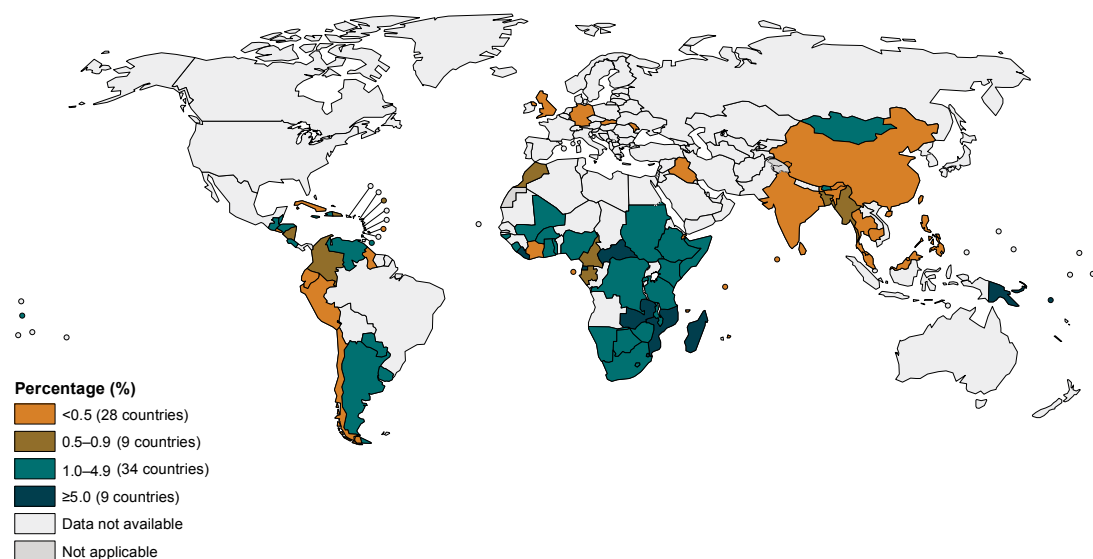 Percentage (%)
<0.5 (28 countries)
0.5–0.9 (9 countries)
1.0–4.9 (34 countries)
≥5.0 (9 countries)
Data not available
Not applicable